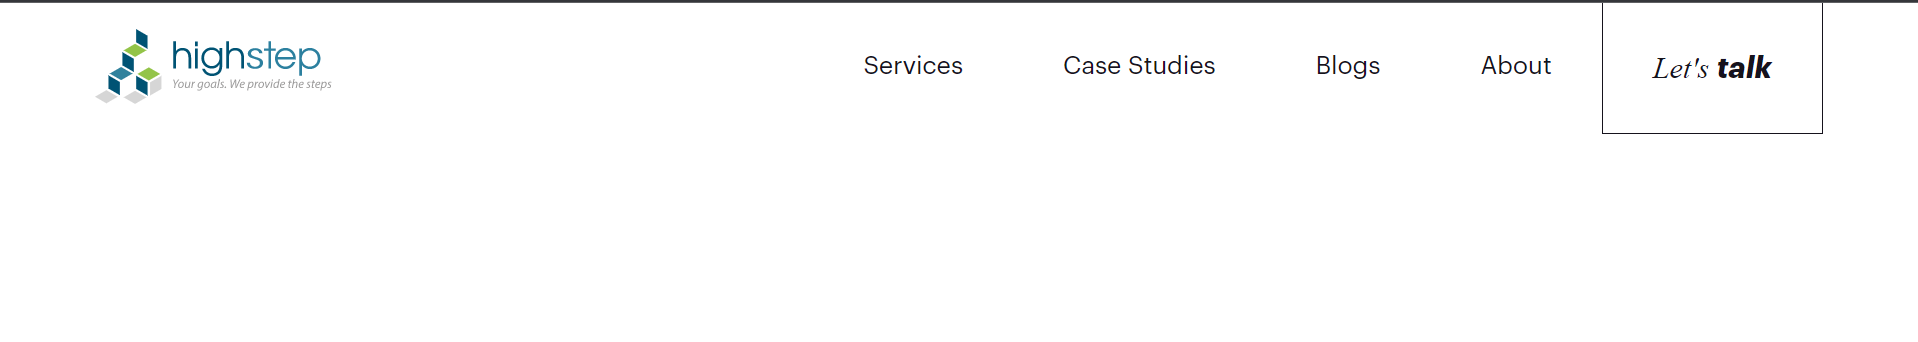 highstep
Your goals. We provide the steps
Services
Case Studies
Blogs
About
Let's talk